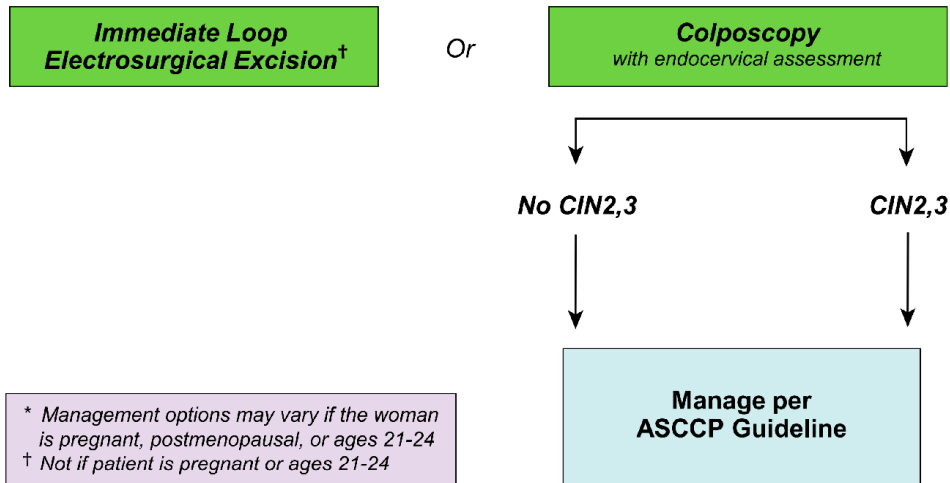 Immediate Loop
Electrosurgical Excision†
Or
Colposcopy
with endocervical assessment
No CIN2,3
CIN2,3
Manage per
ASCCP Guideline
* Management options may vary if the woman
is pregnant, postmenopausal, or ages 21-24
† Not if patient is pregnant or ages 21-24